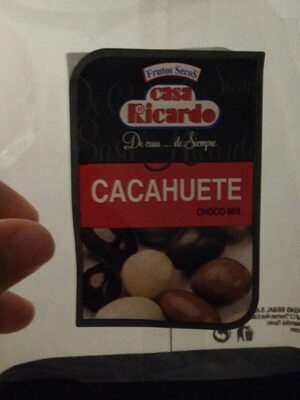 Frutos Secos
casa
Ricardo
De casa ... de Siempre
CACAHUETE
CHOCO MIX